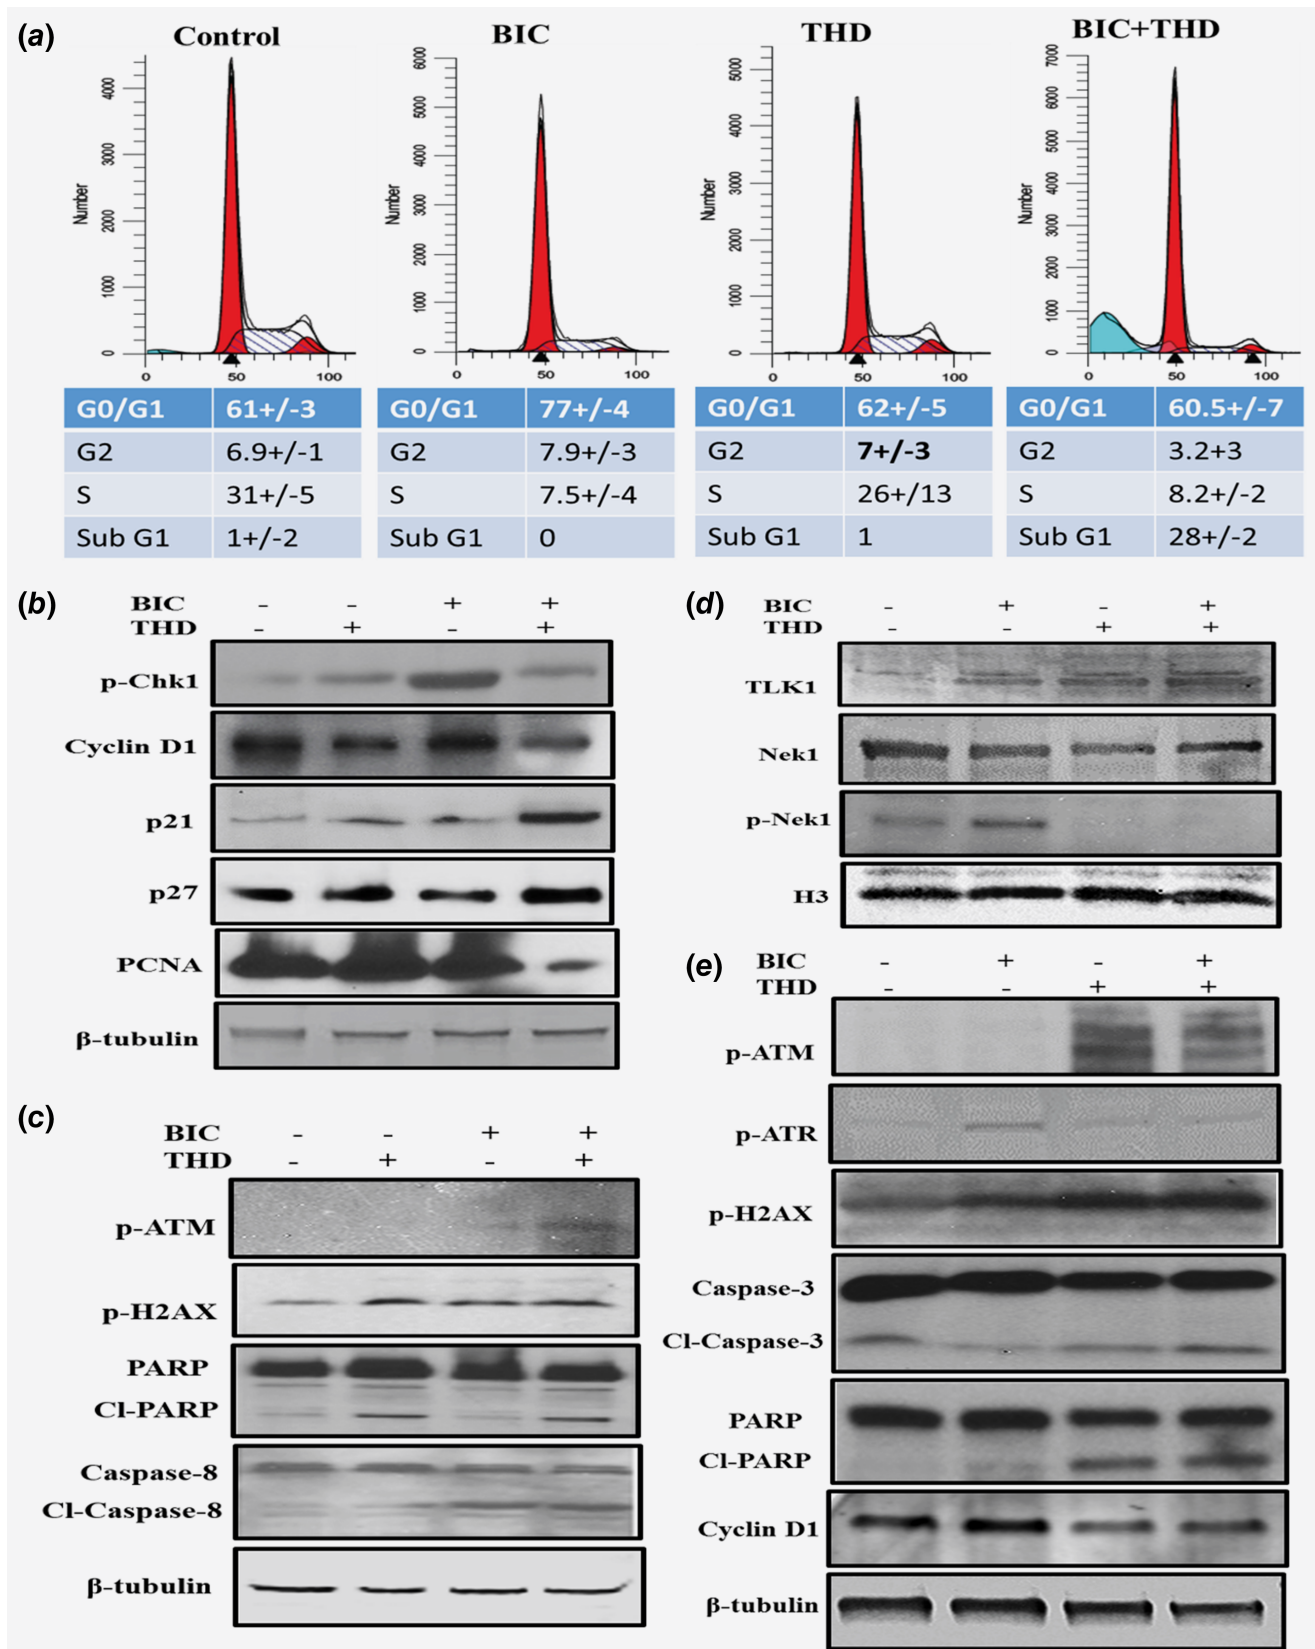 (a)
Control BIC THD BIC+THD
Number 0 1000 2000 3000 4000
0 50 100
Number 0 1000 2000 3000 4000 5000 6000
0 50 100
Number 0 1000 2000 3000 4000 5000
0 50 100
Number 0 1000 2000 3000 4000 5000 6000 7000
0 50 100
G0/G1 61+/-3
G2 6.9+/-1
S 31+/-5
Sub G1 1+/-2
G0/G1 77+/-4
G2 7.9+/-3
S 7.5+/-4
Sub G1 0
G0/G1 62+/-5
G2 7+/-3
S 26+/13
Sub G1 1
G0/G1 60.5+/-7
G2 3.2+3
S 8.2+/-2
Sub G1 28+/-2
(b)
BIC - - + +
THD - + - +
p-Chk1
Cyclin D1
p21
p27
PCNA
β-tubulin
(c)
BIC - - + +
THD - + - +
p-ATM
p-H2AX
PARP
Cl-PARP
Caspase-8
Cl-Caspase-8
β-tubulin
(d)
BIC - + - +
THD - - + +
TLK1
Nek1
p-Nek1
H3
(e)
BIC - + - +
THD - - + +
p-ATM
p-ATR
p-H2AX
Caspase-3
Cl-Caspase-3
PARP
Cl-PARP
Cyclin D1
β-tubulin